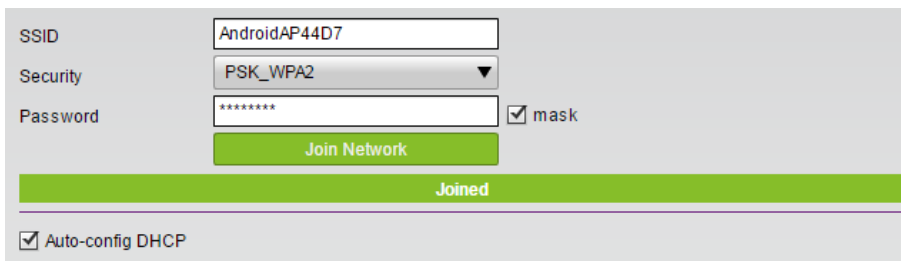 SSID AndroidAP44D7
Security PSK_WPA2
Password ******** mask
Join Network
Joined
Auto-config DHCP